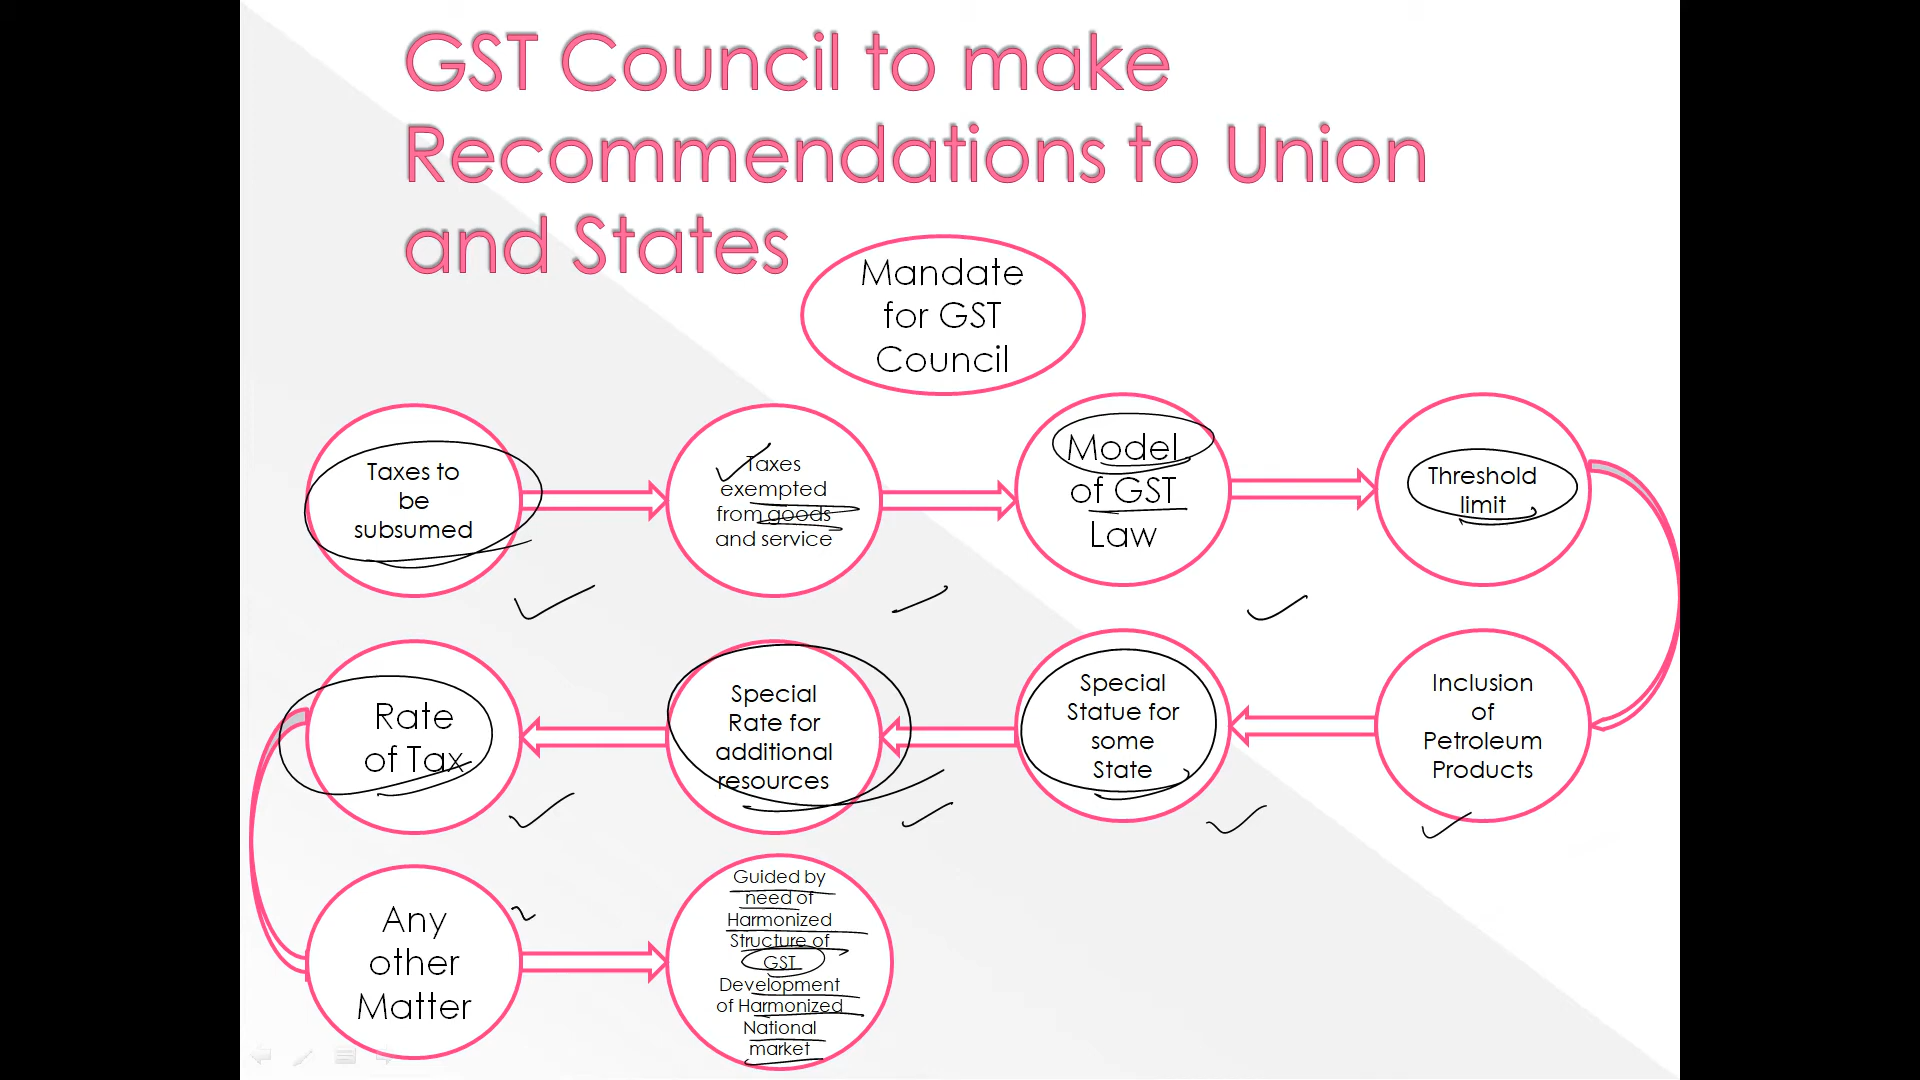 GST Council to make
Recommendations to Union
and States
Mandate
for GST
Council
Taxes to
be
subsumed
Taxes
exempted
from goods
and service
Model
of GST
Law
Threshold
limit
Inclusion
of
Petroleum
Products
Special
Statue for
some
State
Special
Rate for
additional
resources
Rate
of Tax
Any
other
Matter
Guided by
need of
Harmonized
Structure of
GST
Development
of Harmonized
National
market